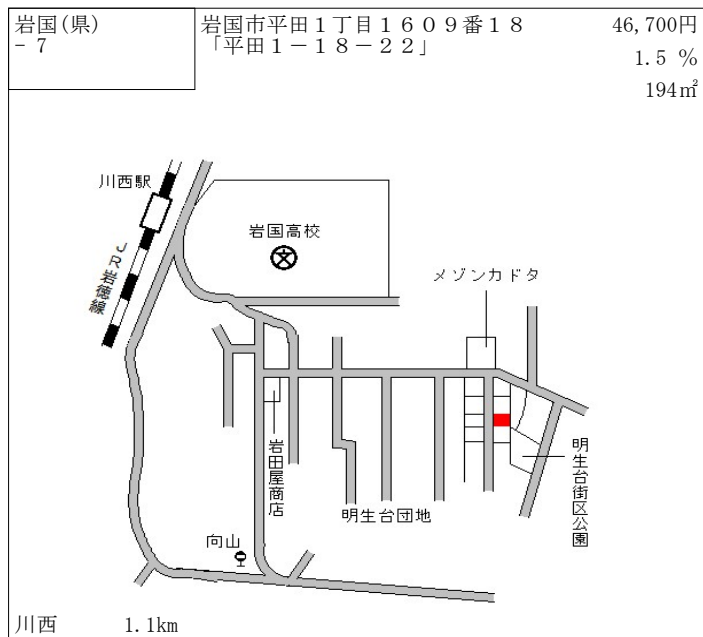 岩国(県)
- 7
岩国市平田1丁目1609番18
「平田1-18-22」
46,700円
1.5 %
194㎡
川西駅
JR岩徳線
岩国高校
メゾンカドタ
岩田屋商店
明生台団地
明生台街区公園
向山
川西 1.1km